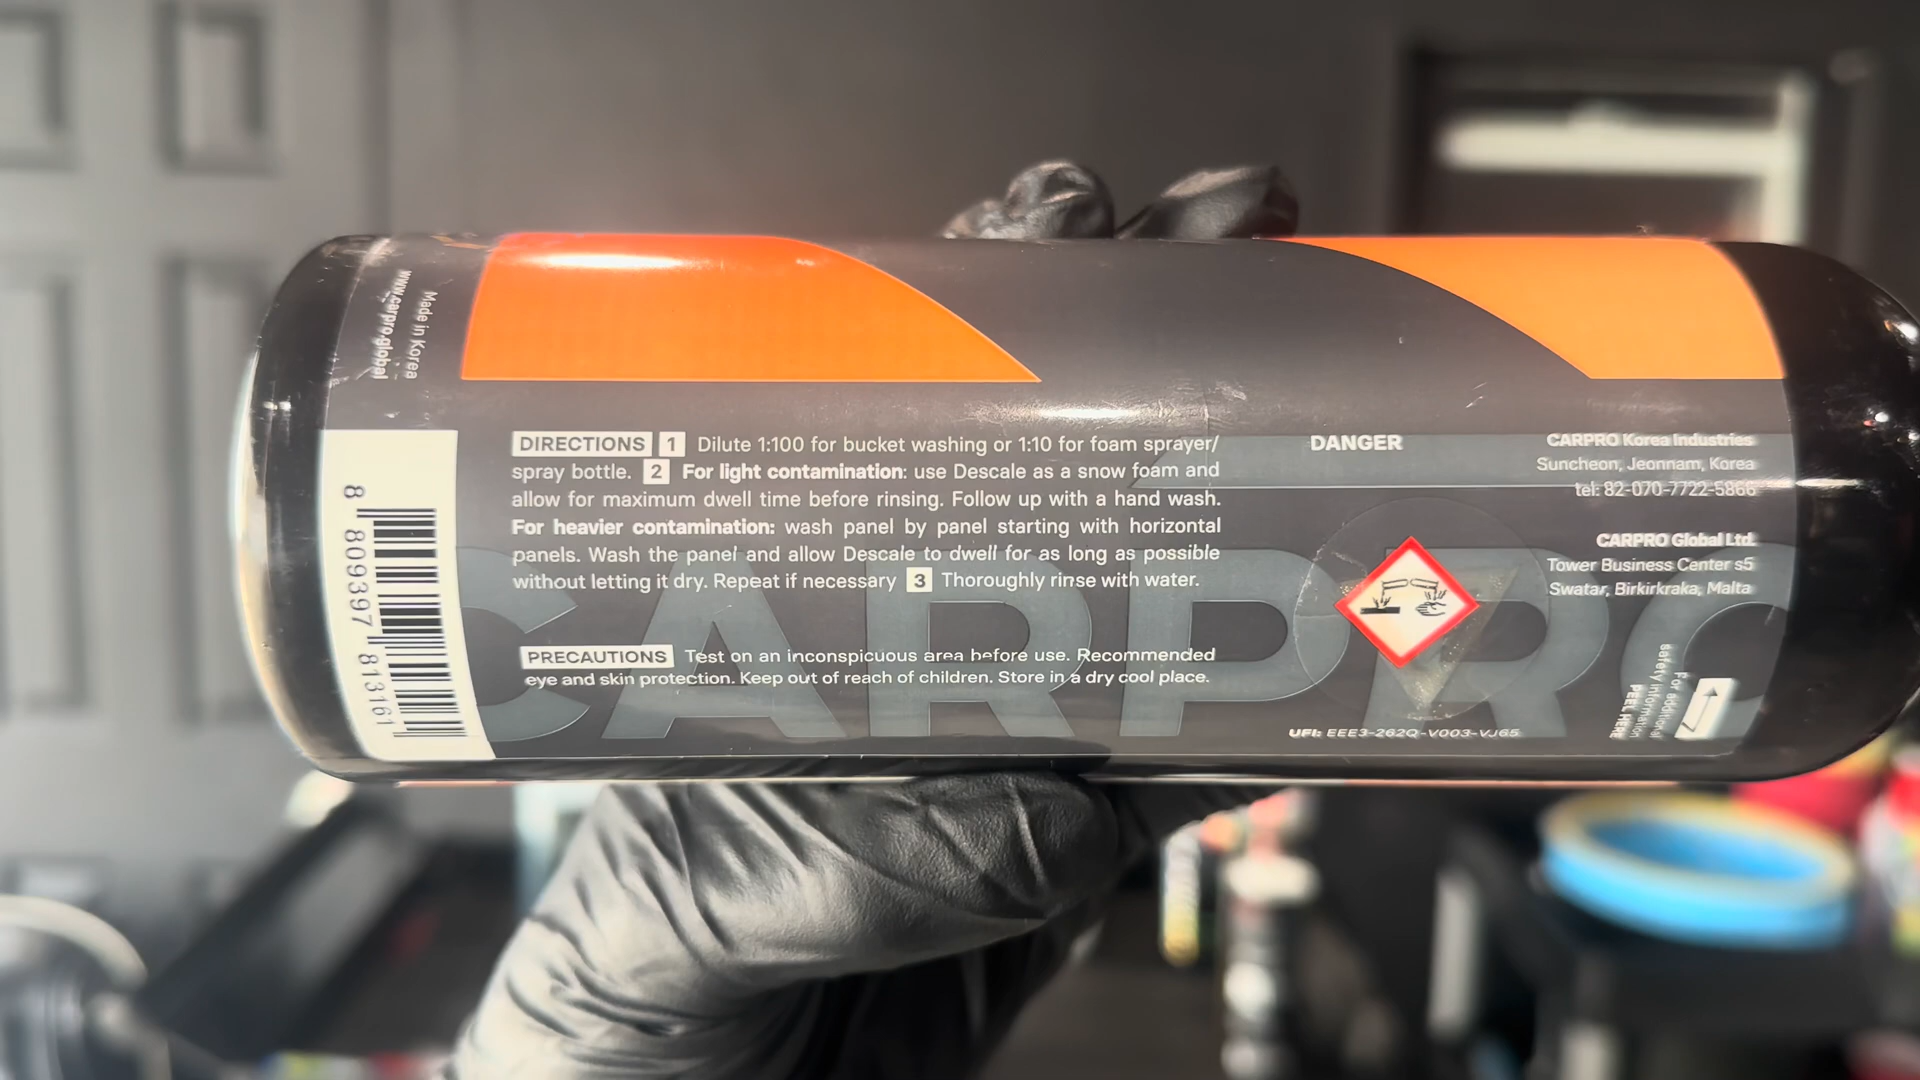 www.carpro.global
Made in Korea
8 809397 813161
DIRECTIONS 1 Dilute 1:100 for bucket washing or 1:10 for foam sprayer/
spray bottle. 2 For light contamination: use Descale as a snow foam and
allow for maximum dwell time before rinsing. Follow up with a hand wash.
For heavier contamination: wash panel by panel starting with horizontal
panels. Wash the panel and allow Descale to dwell for as long as possible
without letting it dry. Repeat if necessary 3 Thoroughly rinse with water.
PRECAUTIONS Test on an inconspicuous area before use. Recommended
eye and skin protection. Keep out of reach of children. Store in a dry cool place.
CARPRO
DANGER
UFI: EEE3-262Q-V003-VJ65
CARPRO Korea Industries
Suncheon, Jeonnam, Korea
tel: 82-070-7722-5866
CARPRO Global Ltd.
Tower Business Center s5
Swatar, Birkirkraka, Malta
For additional
safety information
PEEL HERE